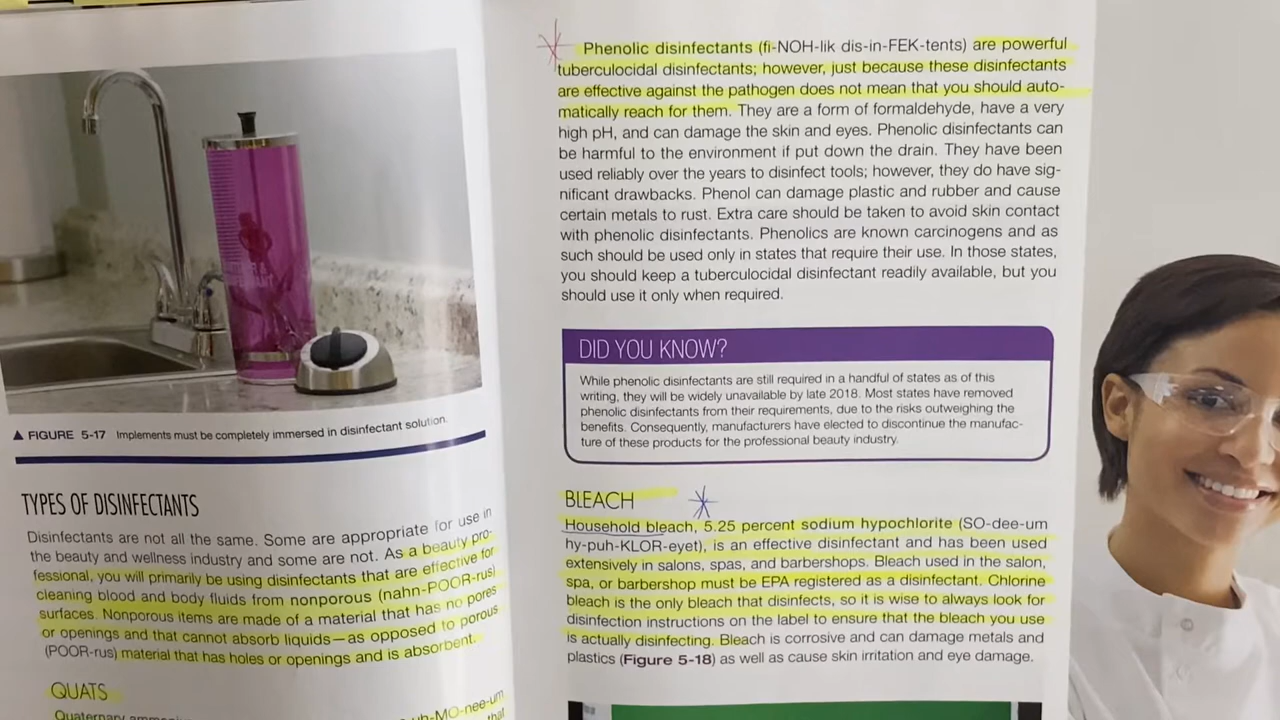 ▲ FIGURE 5-17 Implements must be completely immersed in disinfectant solution.
TYPES OF DISINFECTANTS
Disinfectants are not all the same. Some are appropriate for use in
the beauty and wellness industry and some are not. As a beauty pro-
fessional, you will primarily be using disinfectants that are effective for
cleaning blood and body fluids from nonporous (nahn-POOR-rus)
surfaces. Nonporous items are made of a material that has no pores
or openings and that cannot absorb liquids—as opposed to porous
(POOR-rus) material that has holes or openings and is absorbent.
QUATS
Phenolic disinfectants (fi-NOH-lik dis-in-FEK-tents) are powerful
tuberculocidal disinfectants; however, just because these disinfectants
are effective against the pathogen does not mean that you should auto-
matically reach for them. They are a form of formaldehyde, have a very
high pH, and can damage the skin and eyes. Phenolic disinfectants can
be harmful to the environment if put down the drain. They have been
used reliably over the years to disinfect tools; however, they do have sig-
nificant drawbacks. Phenol can damage plastic and rubber and cause
certain metals to rust. Extra care should be taken to avoid skin contact
with phenolic disinfectants. Phenolics are known carcinogens and as
such should be used only in states that require their use. In those states,
you should keep a tuberculocidal disinfectant readily available, but you
should use it only when required.
DID YOU KNOW?
While phenolic disinfectants are still required in a handful of states as of this
writing, they will be widely unavailable by late 2018. Most states have removed
phenolic disinfectants from their requirements, due to the risks outweighing the
benefits. Consequently, manufacturers have elected to discontinue the manufac-
ture of these products for the professional beauty industry.
BLEACH
Household bleach, 5.25 percent sodium hypochlorite (SO-dee-um
hy-puh-KLOR-eyet), is an effective disinfectant and has been used
extensively in salons, spas, and barbershops. Bleach used in the salon,
spa, or barbershop must be EPA registered as a disinfectant. Chlorine
bleach is the only bleach that disinfects, so it is wise to always look for
disinfection instructions on the label to ensure that the bleach you use
is actually disinfecting. Bleach is corrosive and can damage metals and
plastics (Figure 5-18) as well as cause skin irritation and eye damage.